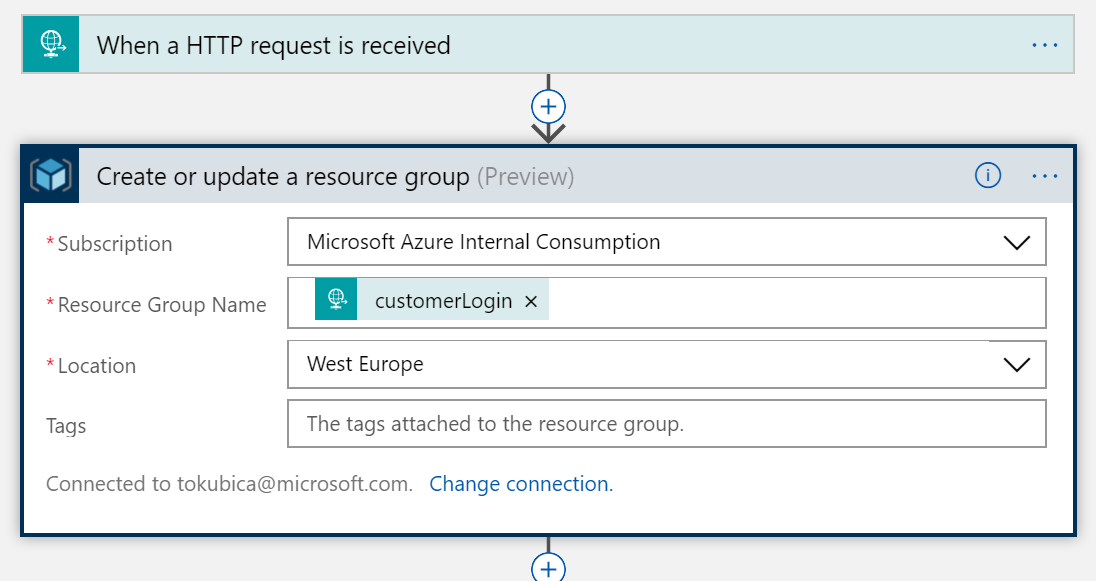 When a HTTP request is received
Create or update a resource group (Preview)
* Subscription
Microsoft Azure Internal Consumption
* Resource Group Name
customerLogin ×
* Location
West Europe
Tags
The tags attached to the resource group.
Connected to tokubica@microsoft.com. Change connection.